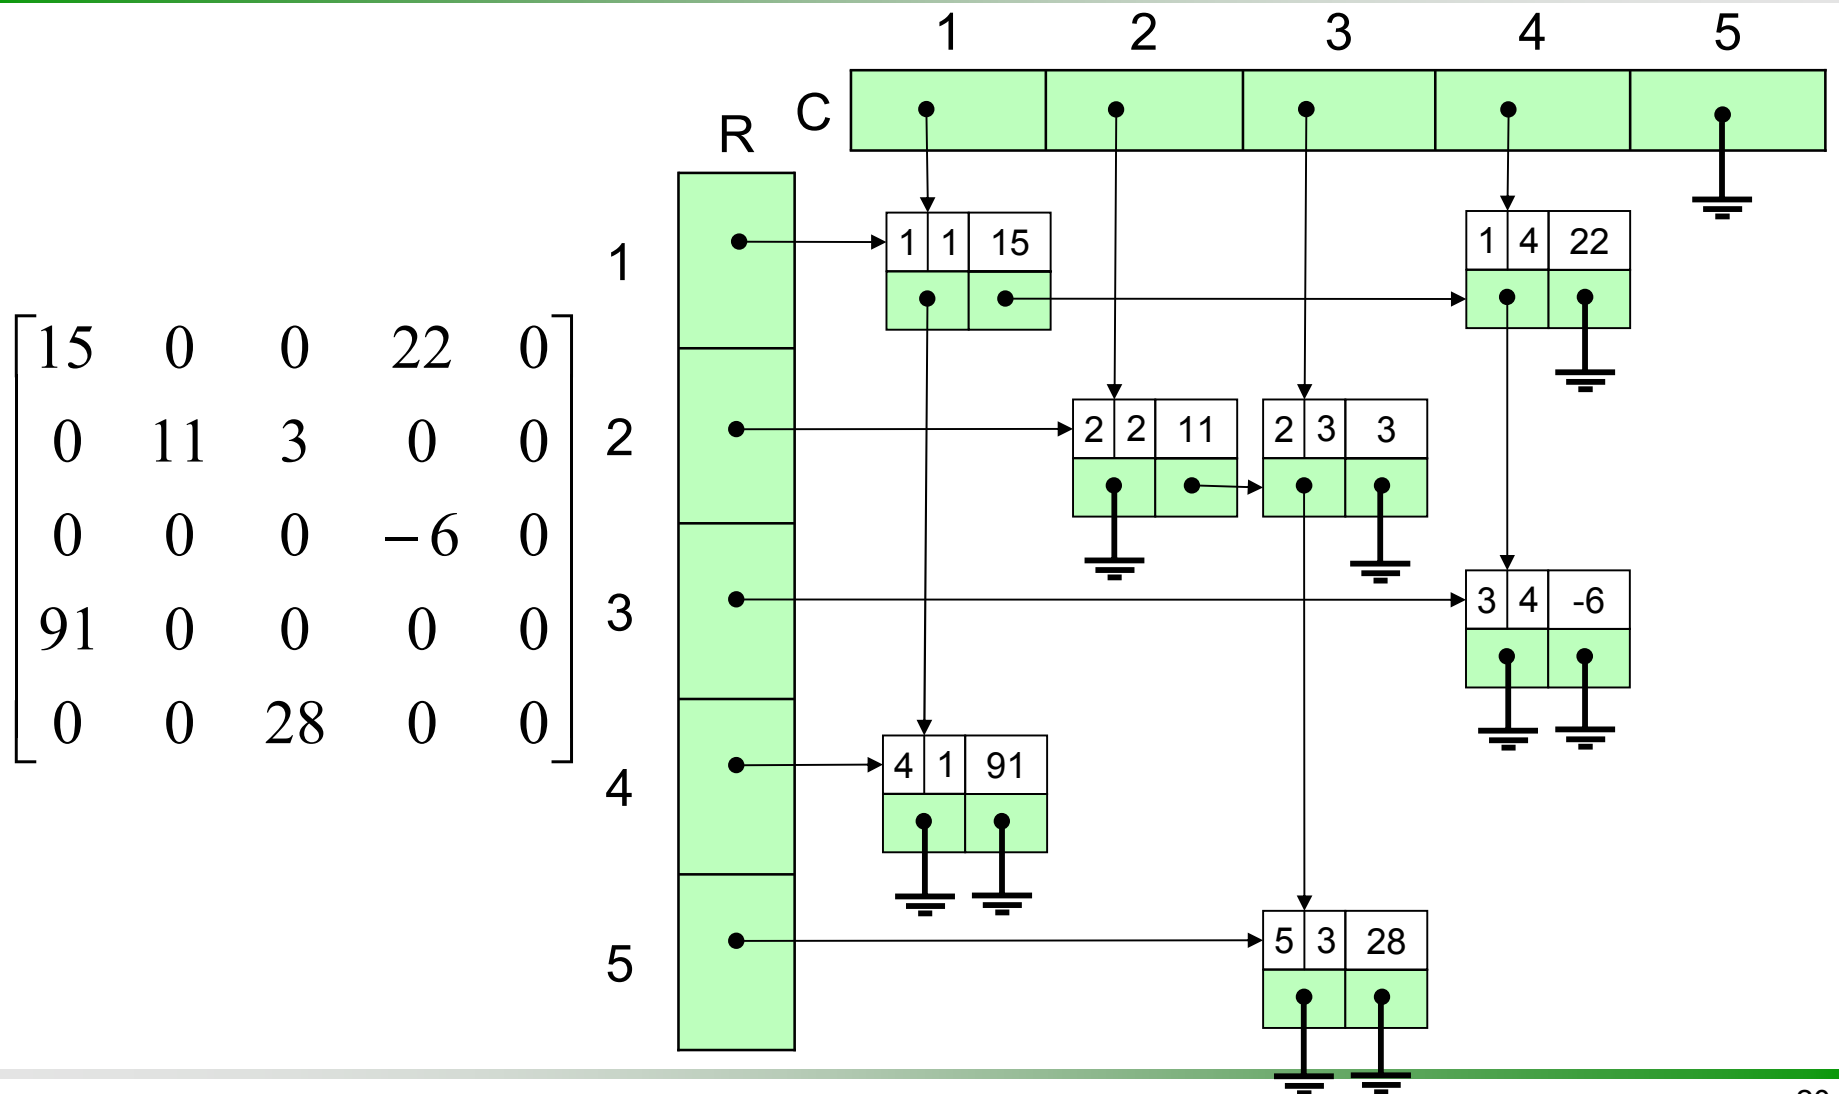 1 2 3 4 5
C
R
1 1 1 15 1 4 22
15 0 0 22 0
2 2 2 11 2 3 3
0 11 3 0 0
0 0 0 −6 0
3 3 4 -6
91 0 0 0 0
0 0 28 0 0
4 4 1 91
5 5 3 28